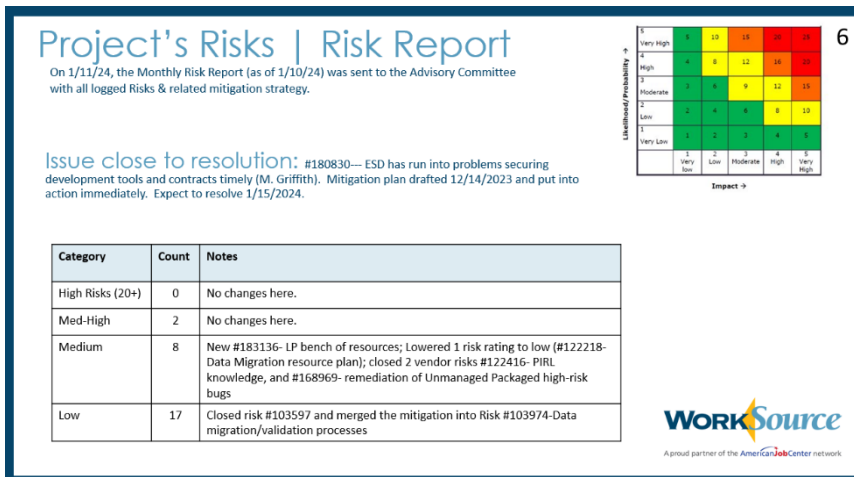 Project's Risks | Risk Report
6
On 1/11/24, the Monthly Risk Report (as of 1/10/24) was sent to the Advisory Committee
with all logged Risks & related mitigation strategy.
Issue close to resolution: #180830--- ESD has run into problems securing
development tools and contracts timely (M. Griffith). Mitigation plan drafted 12/14/2023 and put into
action immediately. Expect to resolve 1/15/2024.
Likelihood/Probability →
5 Very High 5 10 15 20 25
4 High 4 8 12 16 20
3 Moderate 3 6 9 12 15
2 Low 2 4 6 8 10
1 Very Low 1 2 3 4 5
1 Very low 2 Low 3 Moderate 4 High 5 Very High
Impact →
Category Count Notes
High Risks (20+) 0 No changes here.
Med-High 2 No changes here.
Medium 8 New #183136- LP bench of resources; Lowered 1 risk rating to low (#122218-
Data Migration resource plan); closed 2 vendor risks #122416- PIRL
knowledge, and #168969- remediation of Unmanaged Packaged high-risk
bugs
Low 17 Closed risk #103597 and merged the mitigation into Risk #103974-Data
migration/validation processes
WorkSource
A proud partner of the AmericanJobCenter network